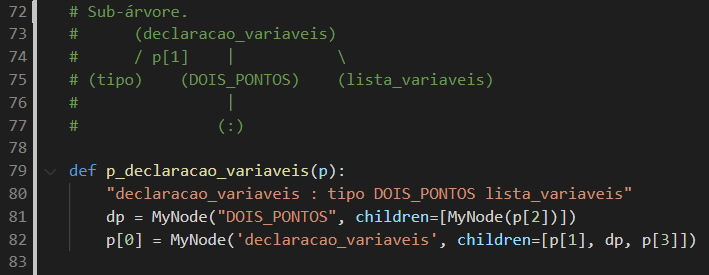 72 # Sub-árvore.
73 #       (declaracao_variaveis)
74 #       / p[1]    |          \
75 # (tipo)    (DOIS_PONTOS)    (lista_variaveis)
76 #                 |
77 #                (:)
78
79 def p_declaracao_variaveis(p):
80     "declaracao_variaveis : tipo DOIS_PONTOS lista_variaveis"
81     dp = MyNode("DOIS_PONTOS", children=[MyNode(p[2])])
82     p[0] = MyNode('declaracao_variaveis', children=[p[1], dp, p[3]])
83